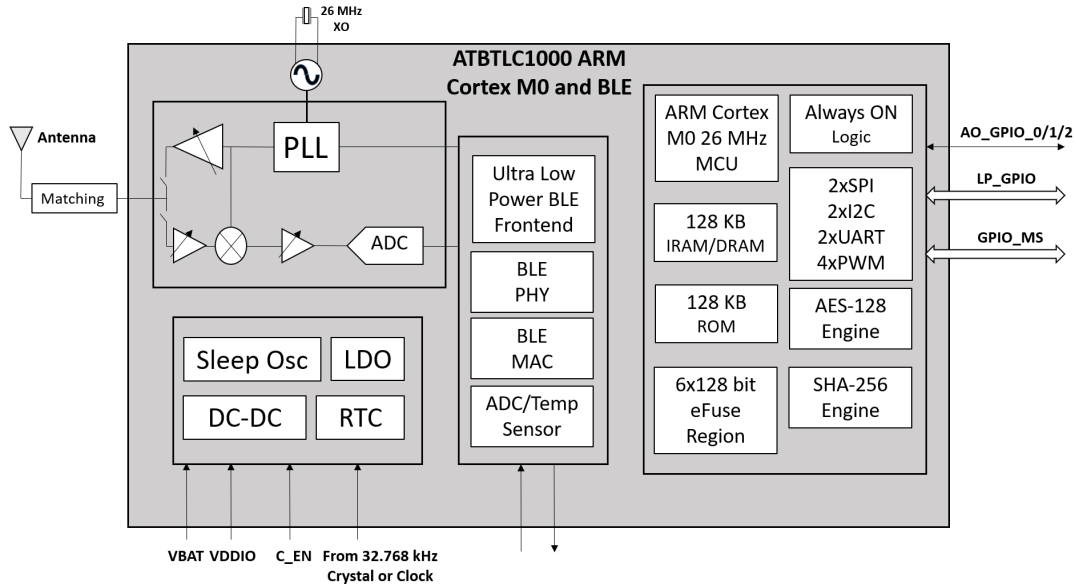 26 MHz
XO
ATBTLC1000 ARM
Cortex M0 and BLE
Antenna
Matching
PLL
ADC
Sleep Osc
LDO
DC-DC
RTC
Ultra Low
Power BLE
Frontend
BLE
PHY
BLE
MAC
ADC/Temp
Sensor
ARM Cortex
M0 26 MHz
MCU
128 KB
IRAM/DRAM
128 KB
ROM
6x128 bit
eFuse
Region
Always ON
Logic
2xSPI
2xI2C
2xUART
4xPWM
AES-128
Engine
SHA-256
Engine
AO_GPIO_0/1/2
LP_GPIO
GPIO_MS
VBAT
VDDIO
C_EN
From 32.768 kHz
Crystal or Clock